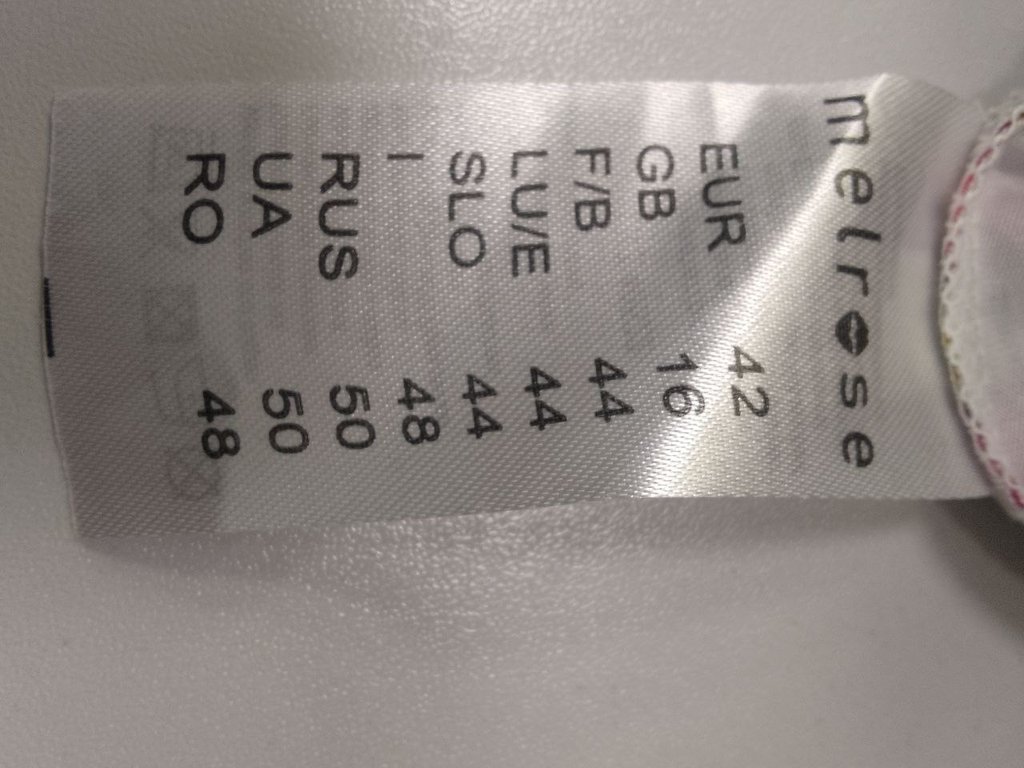 melrose
EUR 42
GB 16
F/B 44
LU/E 44
SLO 44
I 48
RUS 50
UA 50
RO 48